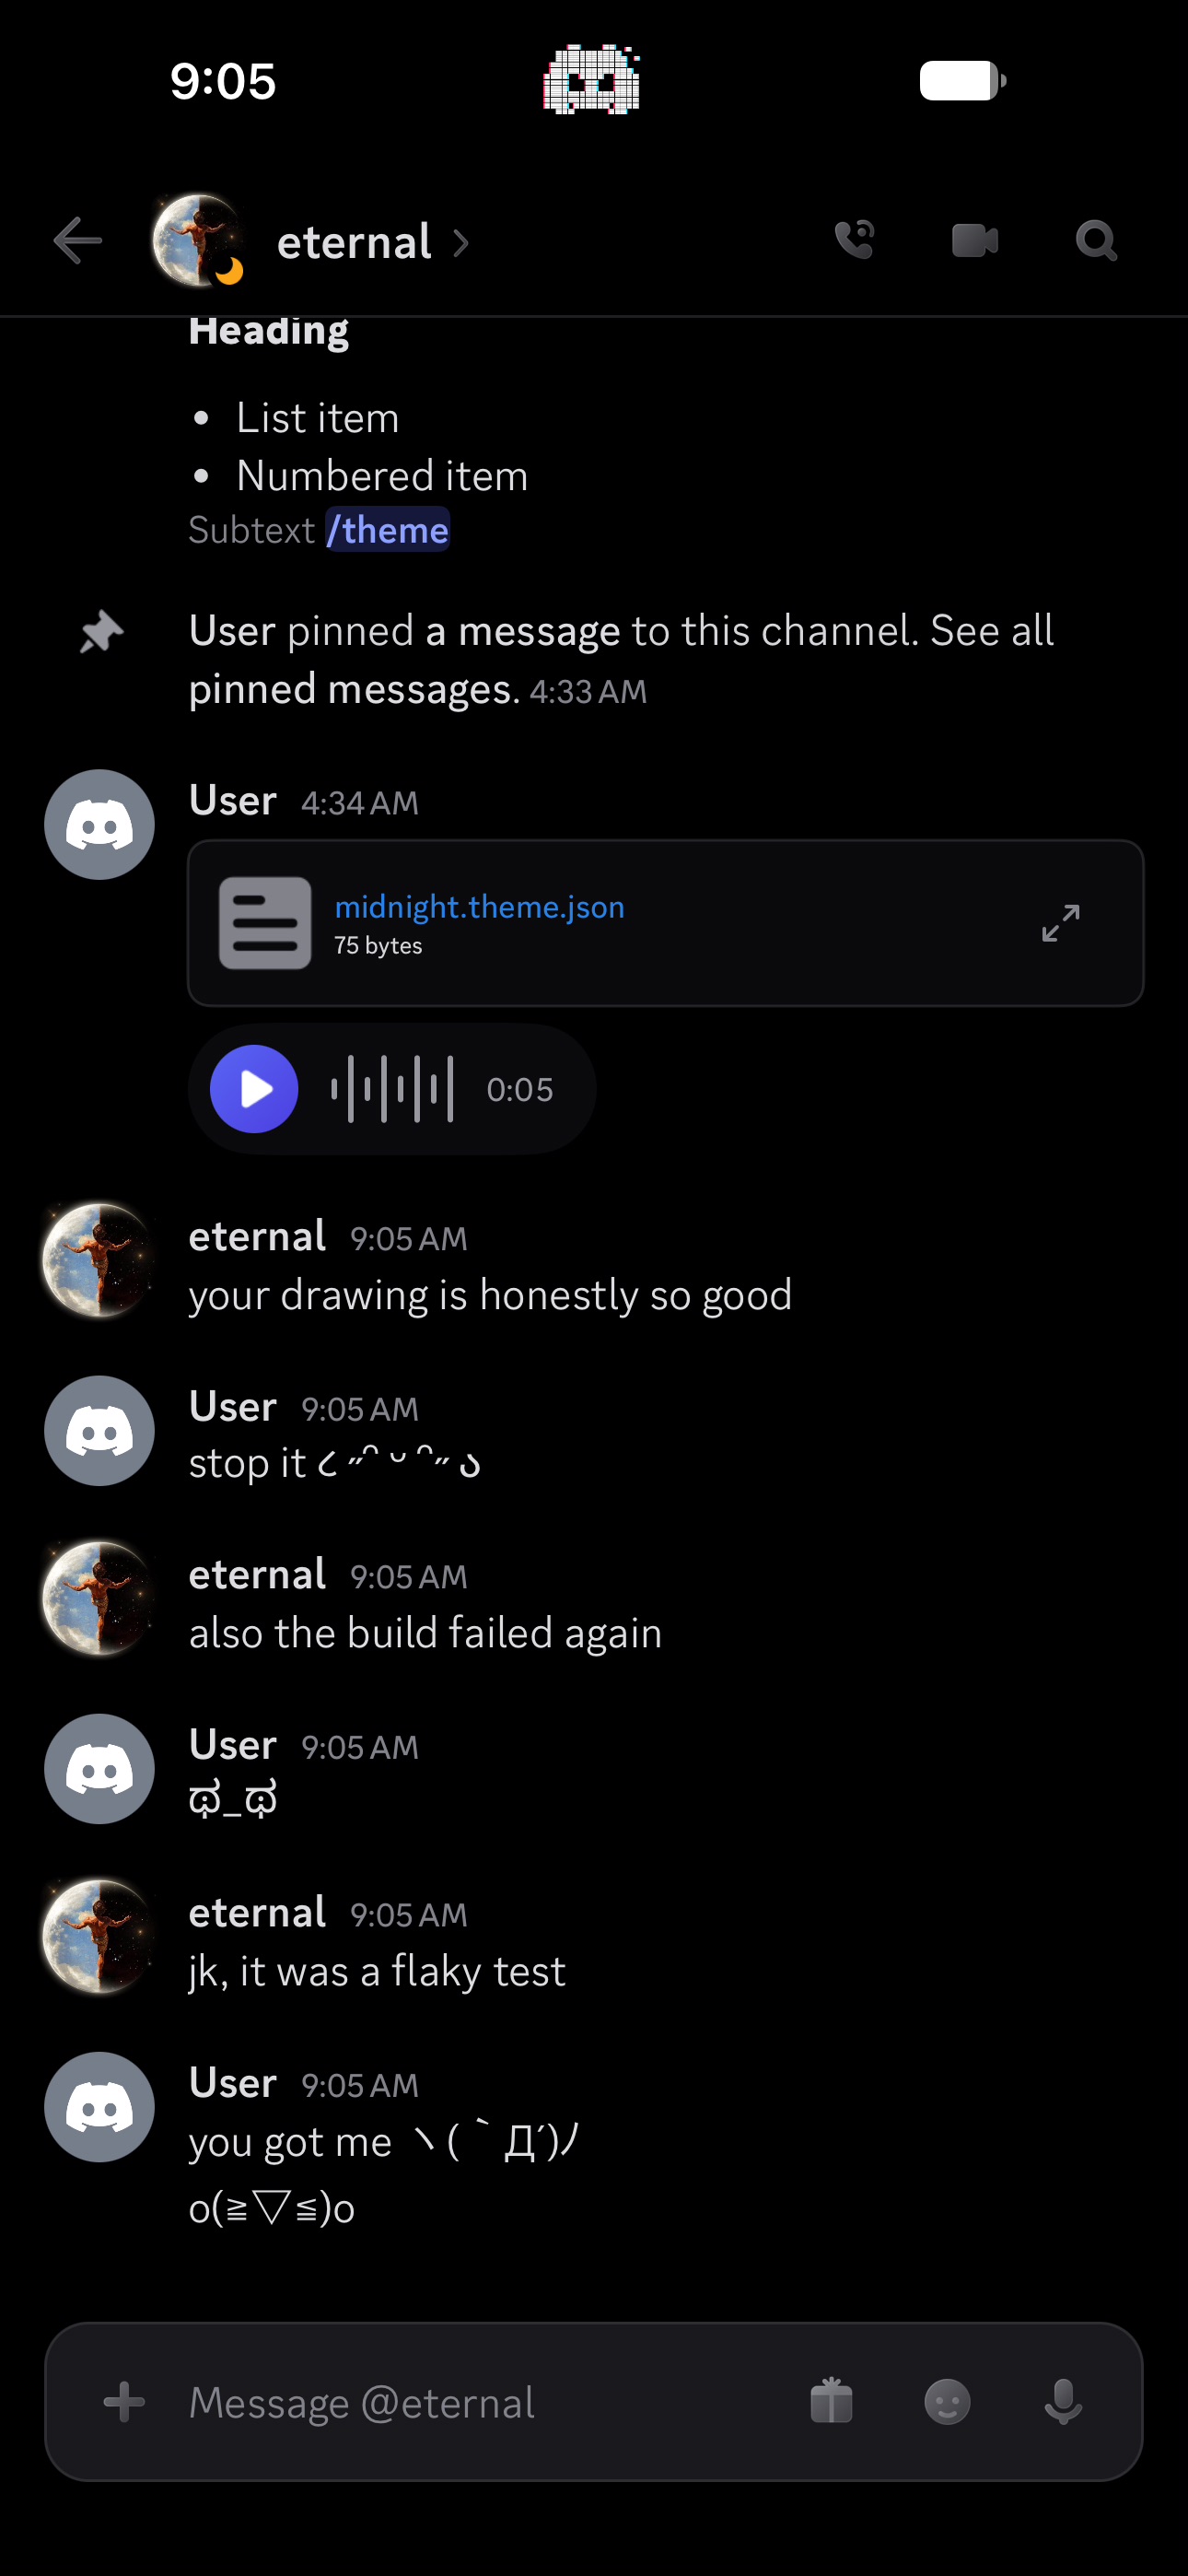 9:05
eternal
Heading
• List item
• Numbered item
Subtext /theme
User pinned a message to this channel. See all
pinned messages. 4:33 AM
User 4:34 AM
midnight.theme.json
75 bytes
0:05
eternal 9:05 AM
your drawing is honestly so good
User 9:05 AM
stop it ૮ ˶ᵔ ᵕ ᵔ˶ ა
eternal 9:05 AM
also the build failed again
User 9:05 AM
ಥ_ಥ
eternal 9:05 AM
jk, it was a flaky test
User 9:05 AM
you got me ヽ(｀Д´)ﾉ
o(≧▽≦)o
Message @eternal